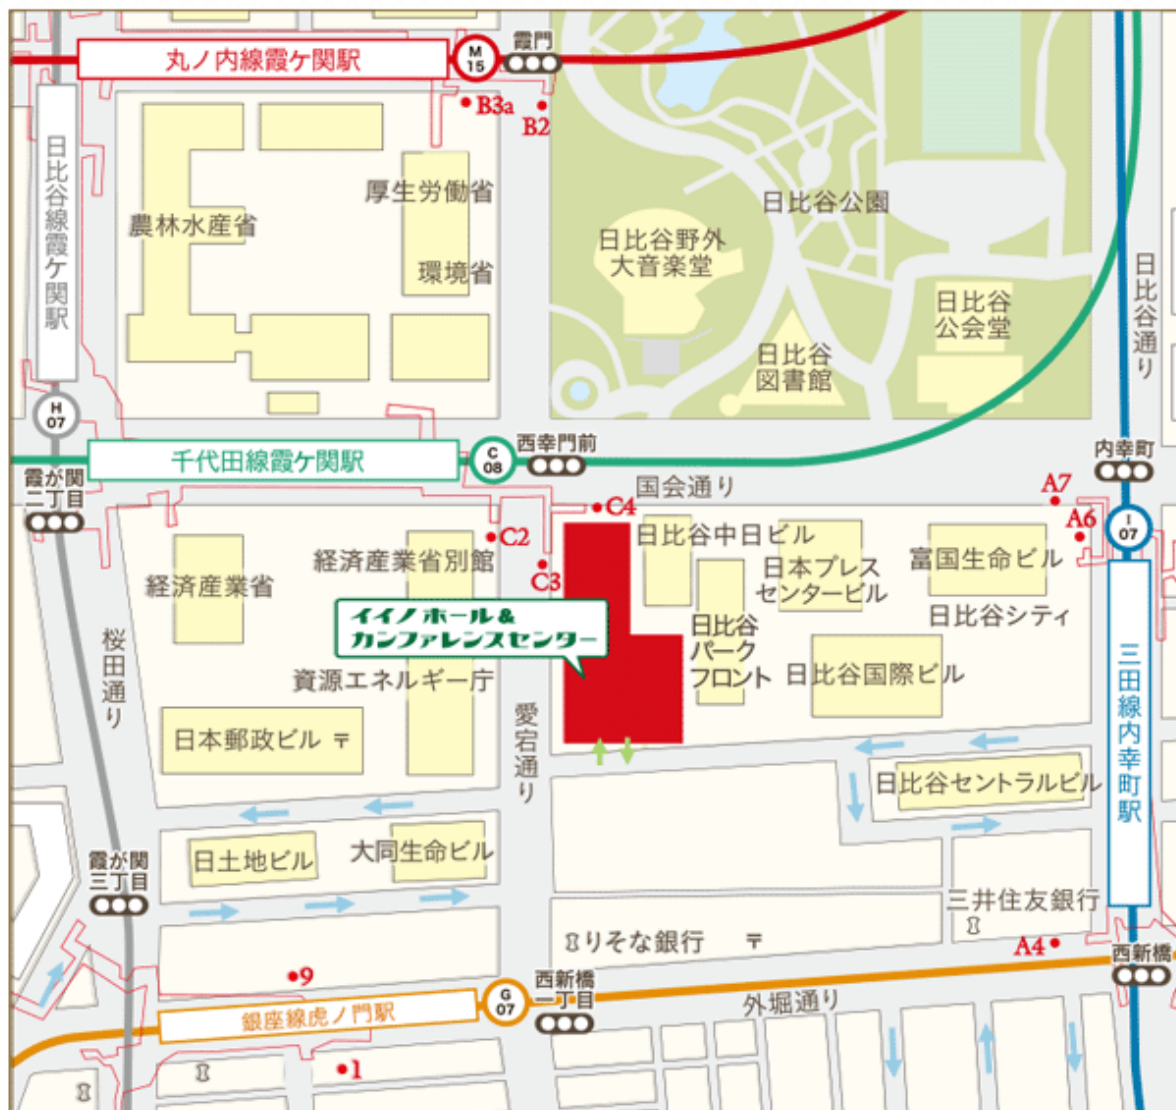 丸ノ内線霞ケ関駅
M
15
霞門
B3a
B2
日比谷線霞ケ関駅
H
07
農林水産省
厚生労働省
環境省
日比谷公園
日比谷野外
大音楽堂
日比谷
公会堂
日比谷
図書館
日比谷通り
千代田線霞ケ関駅
C
08
西幸門前
内幸町
霞が関
二丁目
国会通り
C4
A7
A6
I
07
C2
C3
経済産業省
経済産業省別館
日比谷中日ビル
日本プレス
センタービル
富国生命ビル
日比谷シティ
イイノホール&
カンファレンスセンター
日比谷
パーク
フロント
日比谷国際ビル
桜田通り
資源エネルギー庁
愛宕通り
三田線内幸町駅
日本郵政ビル 〒
日比谷セントラルビル
日土地ビル
大同生命ビル
霞が関
三丁目
三井住友銀行
りそな銀行 〒
A4
西新橋
9
西新橋
一丁目
G
07
銀座線虎ノ門駅
外堀通り
1